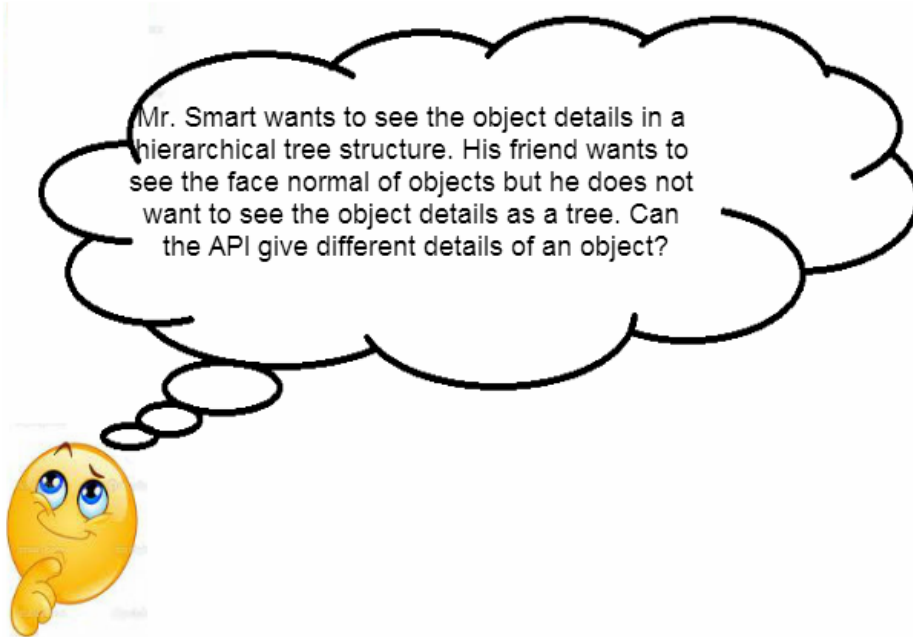 Mr. Smart wants to see the object details in a
hierarchical tree structure. His friend wants to
see the face normal of objects but he does not
want to see the object details as a tree. Can
the API give different details of an object?